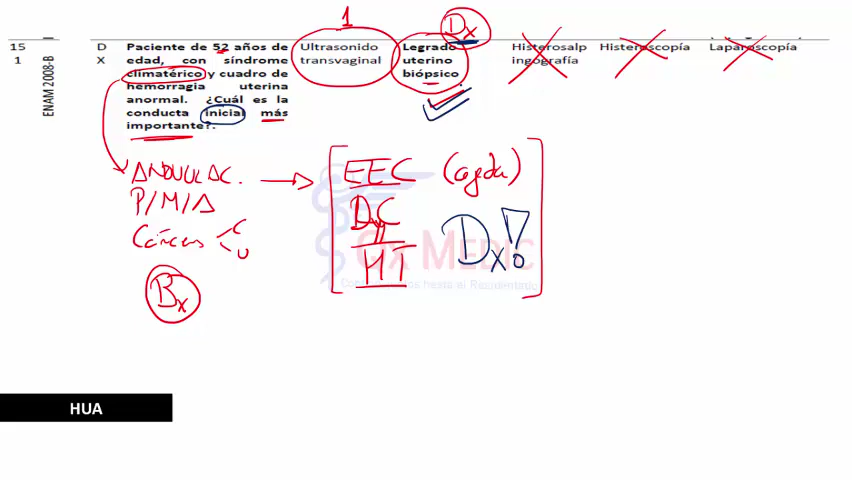 1
Dx
15 D Paciente de 52 años de Ultrasonido Legrado Histerosalp Histeroscopía Laparoscopía
1 X edad, con síndrome transvaginal uterino ingografía
climatérico y cuadro de biópsico
hemorragia uterina
anormal. ¿Cuál es la
conducta inicial más
importante?.
ENAM 2008-B
P/M/A
EEC
Cáncer C
U
Bx
HT
Dx!
QX MEDIC
HUA